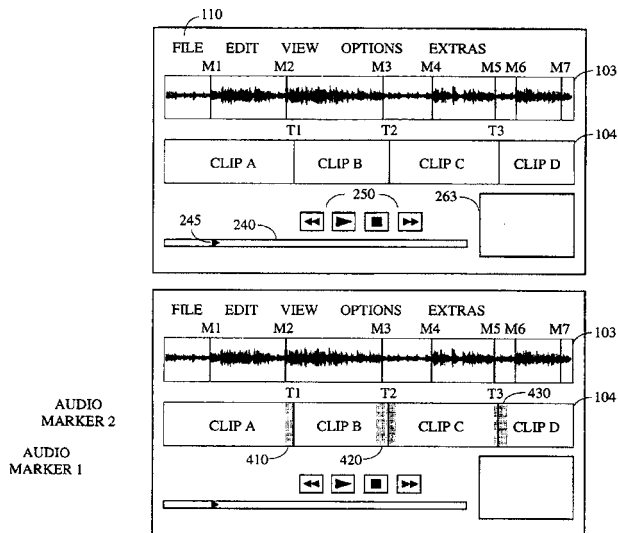 110
FILE EDIT VIEW OPTIONS EXTRAS
M1 M2 M3 M4 M5 M6 M7
103
T1 T2 T3
104
CLIP A CLIP B CLIP C CLIP D
250 263
245 240
FILE EDIT VIEW OPTIONS EXTRAS
M1 M2 M3 M4 M5 M6 M7
103
T1 T2 T3 430
104
AUDIO
MARKER 2
CLIP A CLIP B CLIP C CLIP D
AUDIO
MARKER 1
410 420